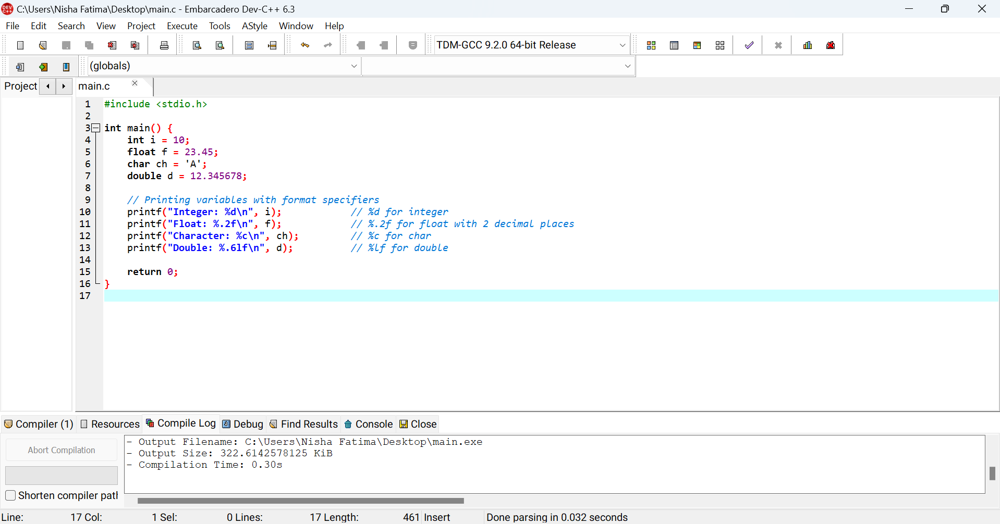 C:\Users\Nisha Fatima\Desktop\main.c - Embarcadero Dev-C++ 6.3
File Edit Search View Project Execute Tools AStyle Window Help
TDM-GCC 9.2.0 64-bit Release
(globals)
Project main.c
1 #include <stdio.h>
2
3 int main() {
4     int i = 10;
5     float f = 23.45;
6     char ch = 'A';
7     double d = 12.345678;
8
9     // Printing variables with format specifiers
10     printf("Integer: %d\n", i);            // %d for integer
11     printf("Float: %.2f\n", f);            // %.2f for float with 2 decimal places
12     printf("Character: %c\n", ch);         // %c for char
13     printf("Double: %.6lf\n", d);          // %lf for double
14
15     return 0;
16 }
17
Compiler (1) Resources Compile Log Debug Find Results Console Close
Abort Compilation
- Output Filename: C:\Users\Nisha Fatima\Desktop\main.exe
- Output Size: 322.6142578125 KiB
- Compilation Time: 0.30s
Shorten compiler pat
Line: 17 Col: 1 Sel: 0 Lines: 17 Length: 461 Insert Done parsing in 0.032 seconds